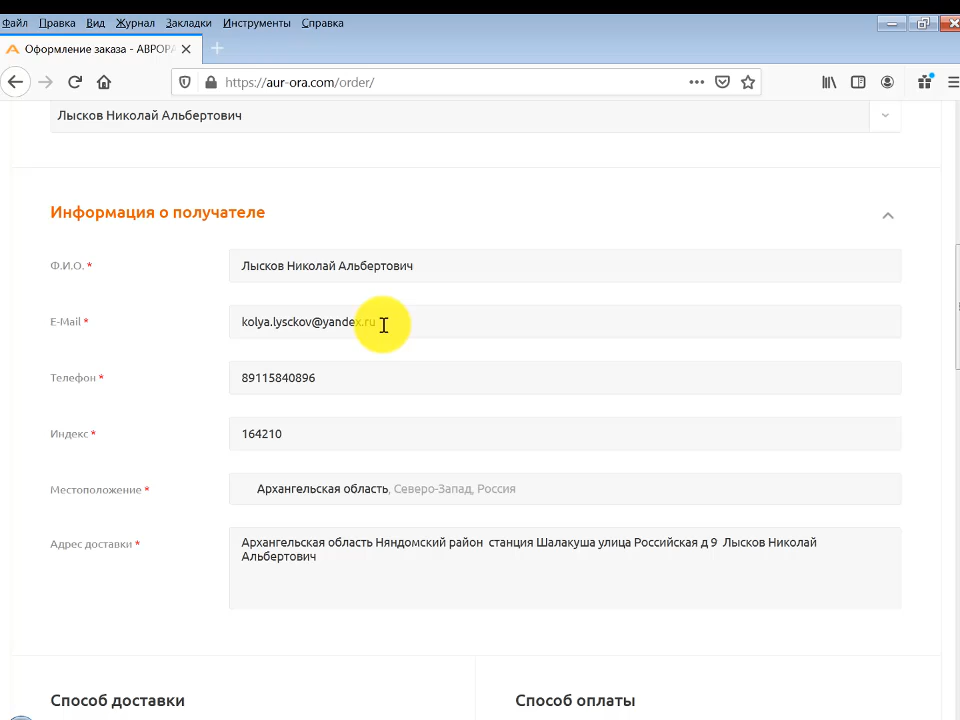 Файл Правка Вид Журнал Закладки Инструменты Справка
Оформление заказа - АВРОРА
https://aur-ora.com/order/
Лысков Николай Альбертович
Информация о получателе
Ф.И.О. * Лысков Николай Альбертович
E-Mail * kolya.lysckov@yandex.ru
Телефон * 89115840896
Индекс * 164210
Местоположение * Архангельская область, Северо-Запад, Россия
Адрес доставки * Архангельская область Няндомский район станция Шалакуша улица Российская д 9 Лысков Николай
Альбертович
Способ доставки Способ оплаты